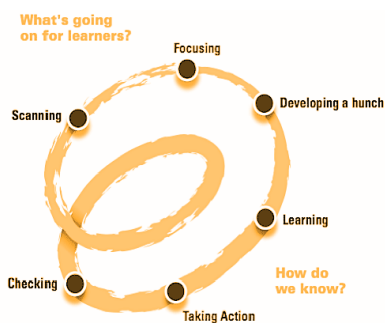 What's going
on for learners?
Focusing
Developing a hunch
Scanning
Learning
How do
we know?
Checking
Taking Action